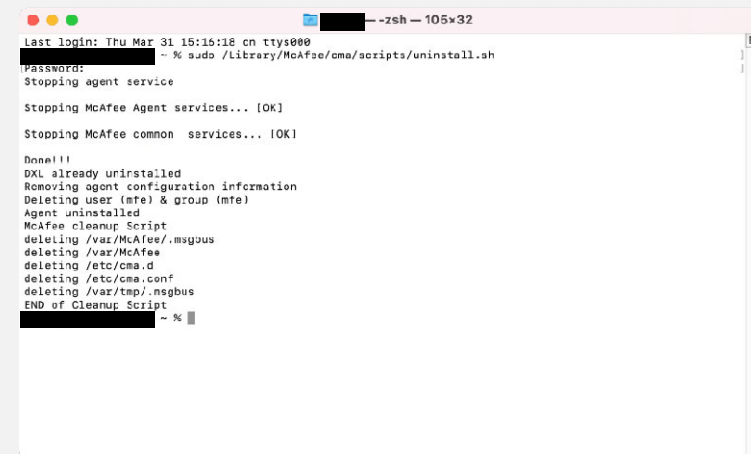 — -zsh — 105×32
Last login: Thu Mar 31 15:16:18 on ttys000
~ % sudo /Library/McAfee/cma/scripts/uninstall.sh
[Password:
Stopping agent service
Stopping McAfee Agent services... [OK]
Stopping McAfee common  services... [OK]
Done!!!
DXL already uninstalled
Removing agent configuration information
Deleting user (mfe) & group (mfe)
Agent uninstalled
McAfee cleanup Script
deleting /var/McAfee/.msgbus
deleting /var/McAfee
deleting /etc/cma.d
deleting /etc/cma.conf
deleting /var/tmp/.msgbus
END of Cleanup Script
~ %